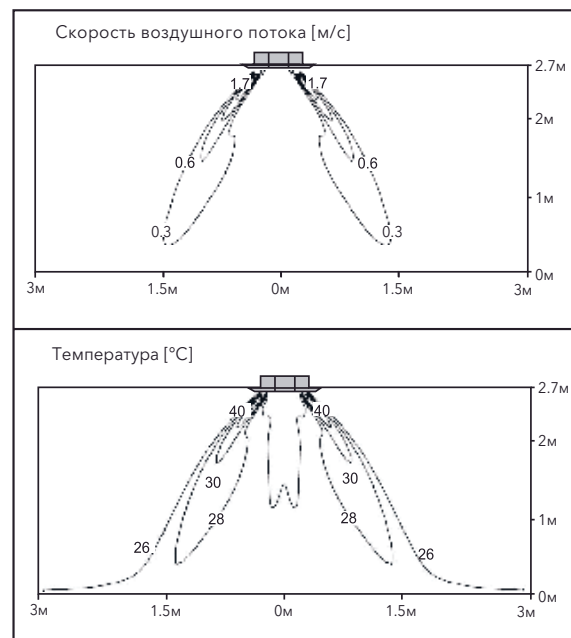 Скорость воздушного потока [м/с]
2.7м
1.7 1.7
2м
0.6 0.6
1м
0.3 0.3
0м
3м 1.5м 0м 1.5м 3м
Температура [°C]
2.7м
40 40
2м
30 30
28 28
1м
26 26
0м
3м 1.5м 0м 1.5м 3м